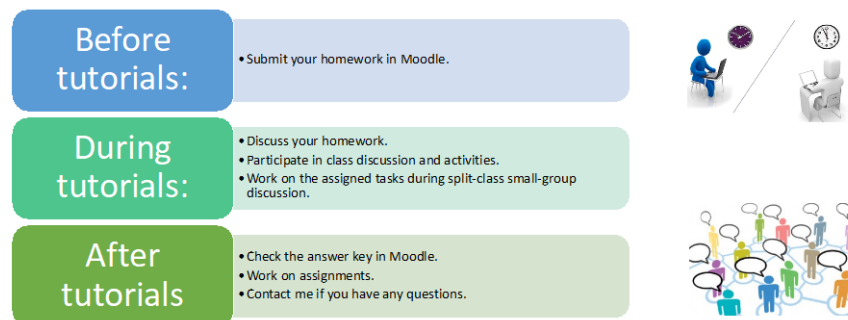 Before
tutorials:
• Submit your homework in Moodle.
During
tutorials:
• Discuss your homework.
• Participate in class discussion and activities.
• Work on the assigned tasks during split-class small-group
discussion.
After
tutorials
• Check the answer key in Moodle.
• Work on assignments.
• Contact me if you have any questions.